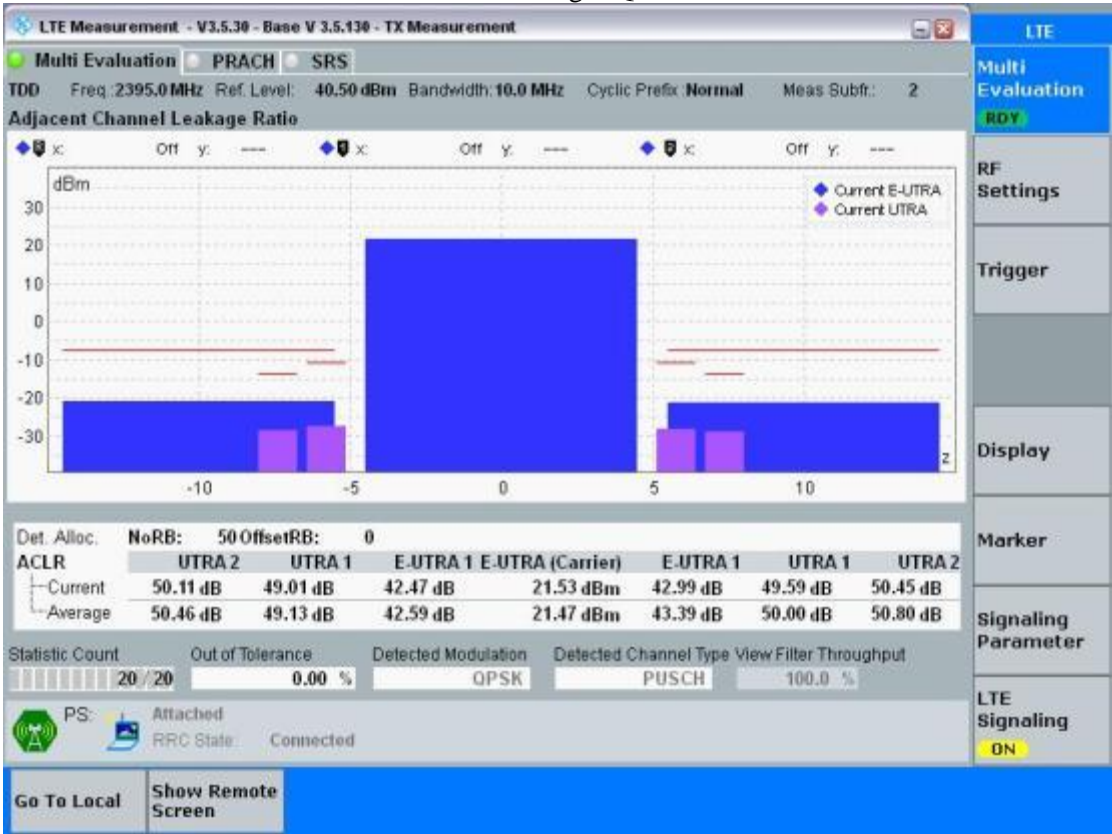 LTE Measurement - V3.5.30 - Base V 3.5.130 - TX Measurement
LTE
Multi Evaluation PRACH SRS
TDD Freq.:2395.0 MHz Ref. Level: 40.50 dBm Bandwidth: 10.0 MHz Cyclic Prefix :Normal Meas Subfr.: 2
Adjacent Channel Leakage Ratio
x: Off y: --- x: Off y: --- x: Off y: ---
dBm
Current E-UTRA
Current UTRA
30
20
10
0
-10
-20
-30
z
-10 -5 0 5 10
Det. Alloc. NoRB: 50 OffsetRB: 0
ACLR UTRA 2 UTRA 1 E-UTRA 1 E-UTRA (Carrier) E-UTRA 1 UTRA 1 UTRA 2
Current 50.11 dB 49.01 dB 42.47 dB 21.53 dBm 42.99 dB 49.59 dB 50.45 dB
Average 50.46 dB 49.13 dB 42.59 dB 21.47 dBm 43.39 dB 50.00 dB 50.80 dB
Statistic Count Out of Tolerance Detected Modulation Detected Channel Type View Filter Throughput
20 / 20 0.00 % QPSK PUSCH 100.0 %
PS: Attached
RRC State: Connected
Multi
Evaluation
RDY
RF
Settings
Trigger
Display
Marker
Signaling
Parameter
LTE
Signaling
ON
Go To Local
Show Remote
Screen